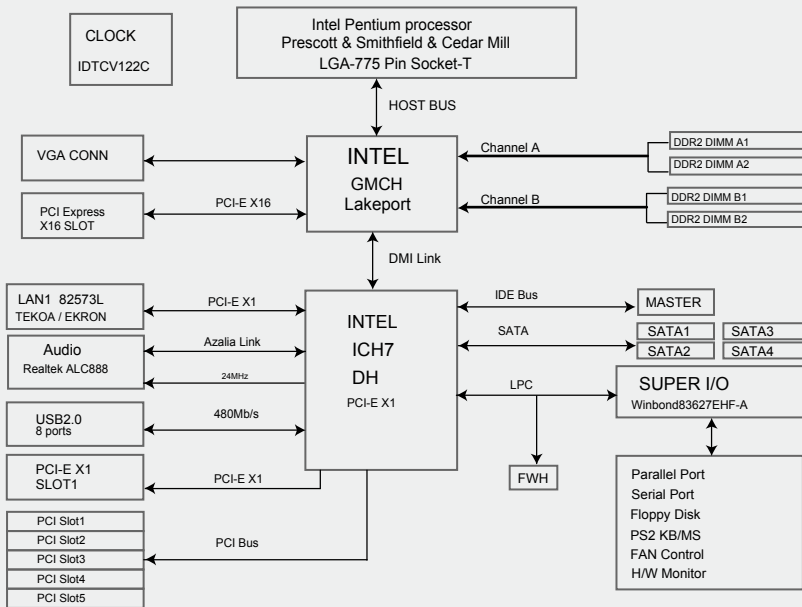 CLOCK
IDTCV122C
Intel Pentium processor
Prescott & Smithfield & Cedar Mill
LGA-775 Pin Socket-T
HOST BUS
VGA CONN
PCI Express
X16 SLOT
PCI-E X16
INTEL
GMCH
Lakeport
Channel A
Channel B
DDR2 DIMM A1
DDR2 DIMM A2
DDR2 DIMM B1
DDR2 DIMM B2
DMI Link
LAN1 82573L
TEKOA / EKRON
PCI-E X1
Audio
Realtek ALC888
Azalia Link
24MHz
USB2.0
8 ports
480Mb/s
PCI-E X1
SLOT1
PCI-E X1
PCI Slot1
PCI Slot2
PCI Slot3
PCI Slot4
PCI Slot5
PCI Bus
INTEL
ICH7
DH
PCI-E X1
IDE Bus
MASTER
SATA
SATA1
SATA3
SATA2
SATA4
LPC
SUPER I/O
Winbond83627EHF-A
FWH
Parallel Port
Serial Port
Floppy Disk
PS2 KB/MS
FAN Control
H/W Monitor